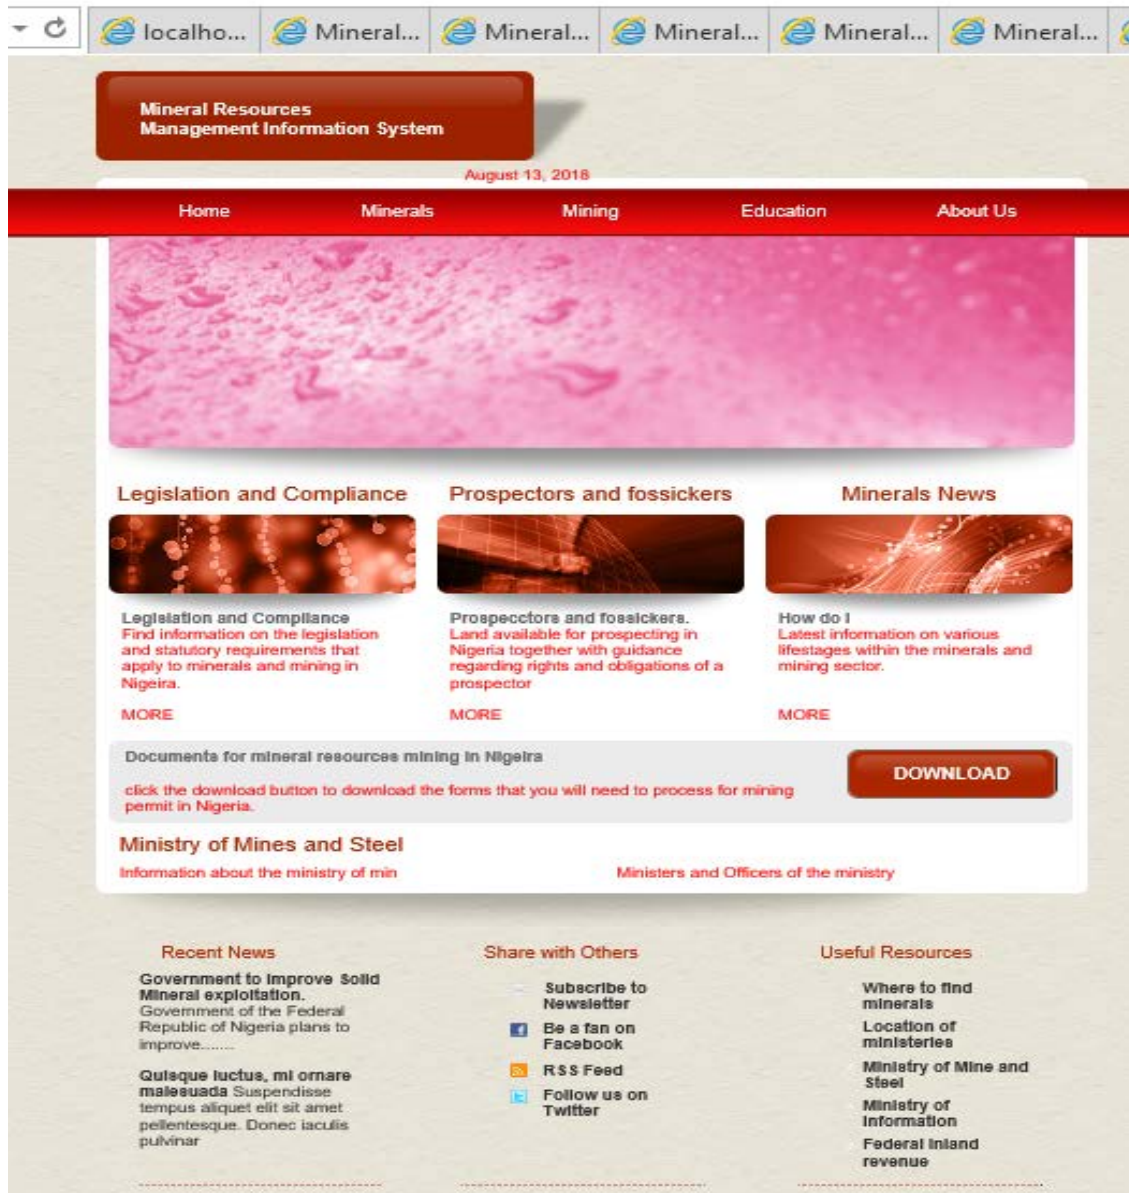 localho... Mineral... Mineral... Mineral... Mineral... Mineral...
Mineral Resources
Management Information System
August 13, 2018
Home Minerals Mining Education About Us
Legislation and Compliance
Prospectors and fossickers
Minerals News
Legislation and Compliance
Find information on the legislation
and statutory requirements that
apply to minerals and mining in
Nigeira.
MORE
Prospecctors and fossickers.
Land available for prospecting in
Nigeria together with guidance
regarding rights and obligations of a
prospector
MORE
How do I
Latest information on various
lifestages within the minerals and
mining sector.
MORE
Documents for mineral resources mining in Nigeira
click the download button to download the forms that you will need to process for mining
permit in Nigeria.
DOWNLOAD
Ministry of Mines and Steel
Information about the ministry of min
Ministers and Officers of the ministry
Recent News
Government to improve Solid
Mineral exploitation.
Government of the Federal
Republic of Nigeria plans to
improve.......
Quisque luctus, mi ornare
malesuada Suspendisse
tempus aliquet elit sit amet
pellentesque. Donec iaculis
pulvinar
Share with Others
Subscribe to
Newsletter
Be a fan on
Facebook
RSS Feed
Follow us on
Twitter
Useful Resources
Where to find
minerals
Location of
ministeries
Ministry of Mine and
Steel
Ministry of
Information
Federal Inland
revenue